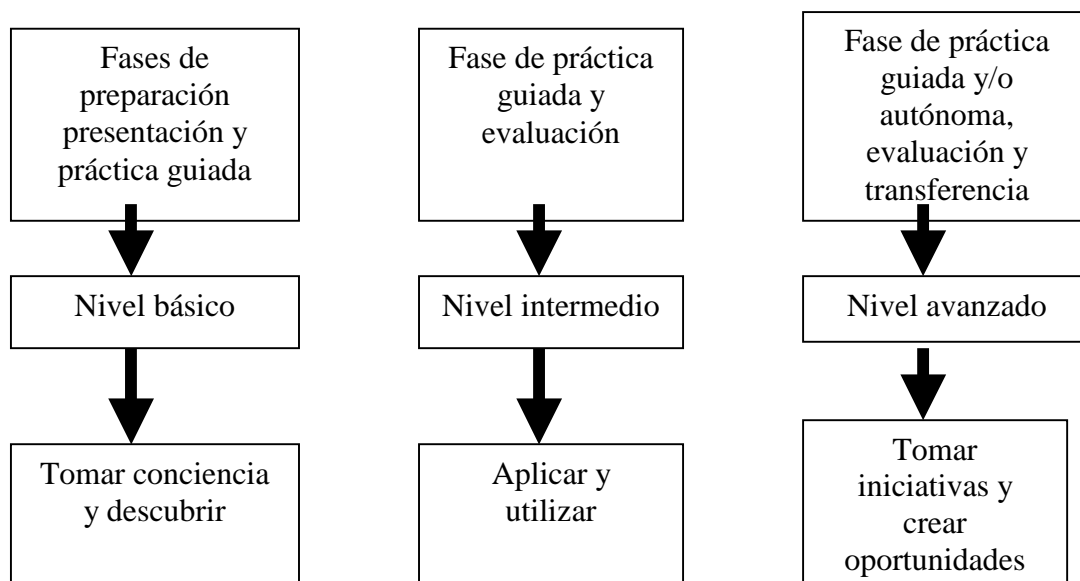 Fases de
preparación
presentación y
práctica guiada
Nivel básico
Tomar conciencia
y descubrir
Fase de práctica
guiada y
evaluación
Nivel intermedio
Aplicar y
utilizar
Fase de práctica
guiada y/o
autónoma,
evaluación y
transferencia
Nivel avanzado
Tomar
iniciativas y
crear
oportunidades